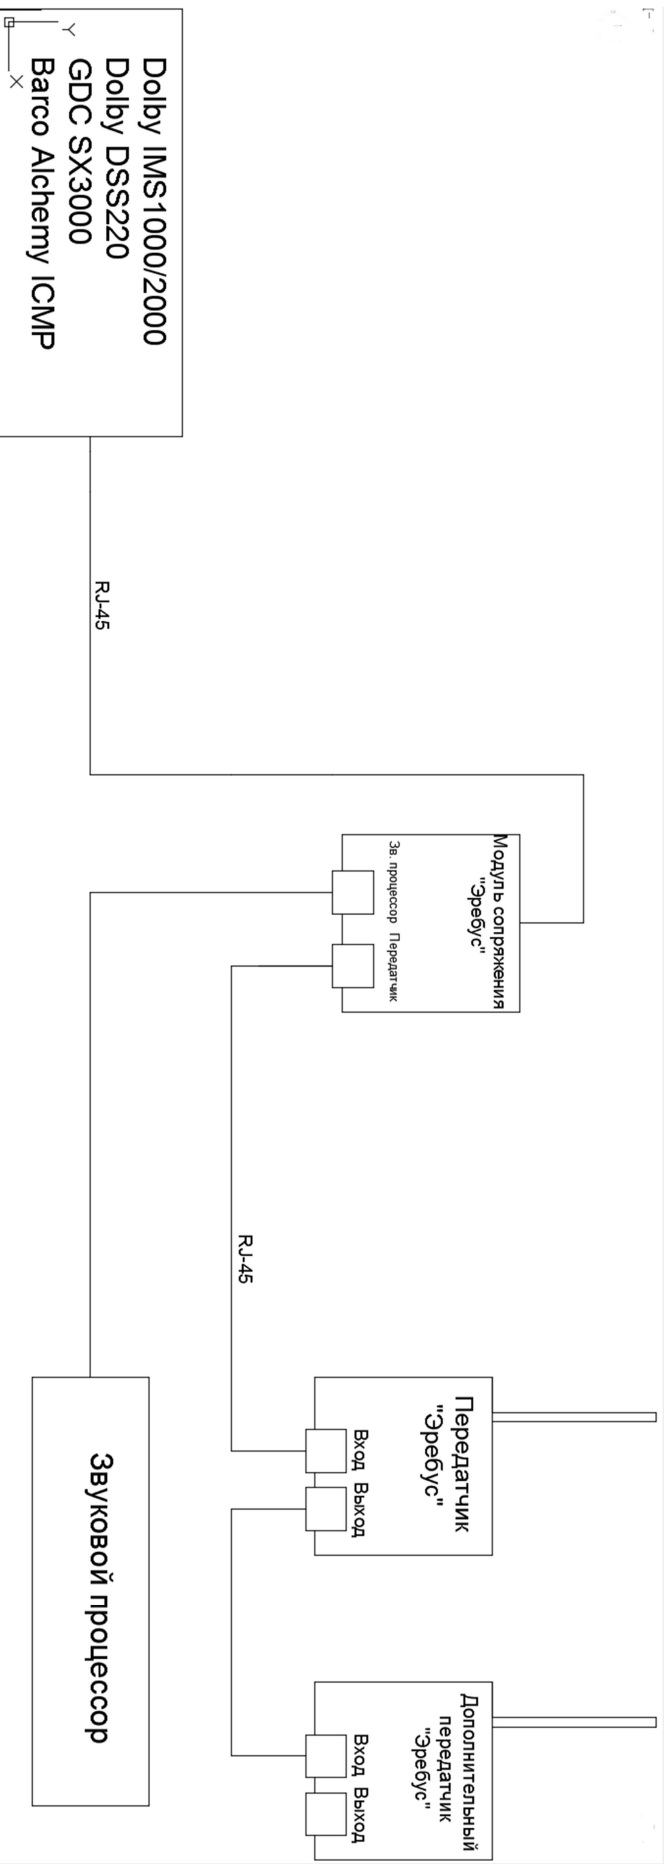 Dolby IMS1000/2000
Dolby DSS220
GDC SX3000
Barco Alchemy ICMP
Y
X
RJ-45
Модуль сопряжения
"Эребус"
Зв. процессор Передатчик
RJ-45
Передатчик
"Эребус"
Вход Выход
Дополнительный
передатчик
"Эребус"
Вход Выход
Звуковой процессор